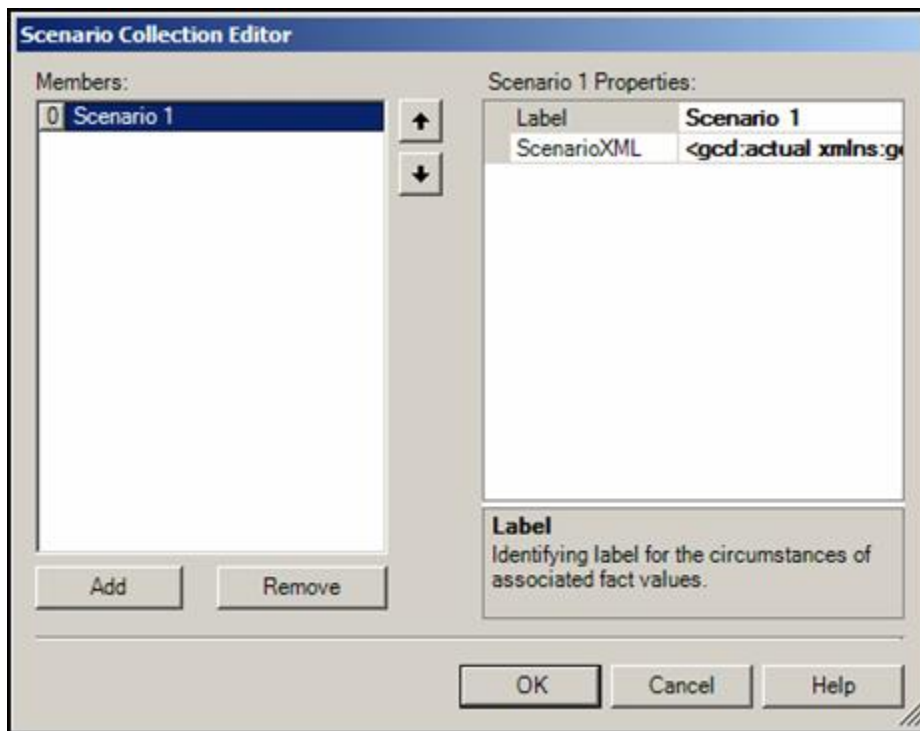 Scenario Collection Editor
Members:
0 Scenario 1
Scenario 1 Properties:
Label Scenario 1
ScenarioXML <gcd:actual xmlns:g
Label
Identifying label for the circumstances of
associated fact values.
Add Remove
OK Cancel Help